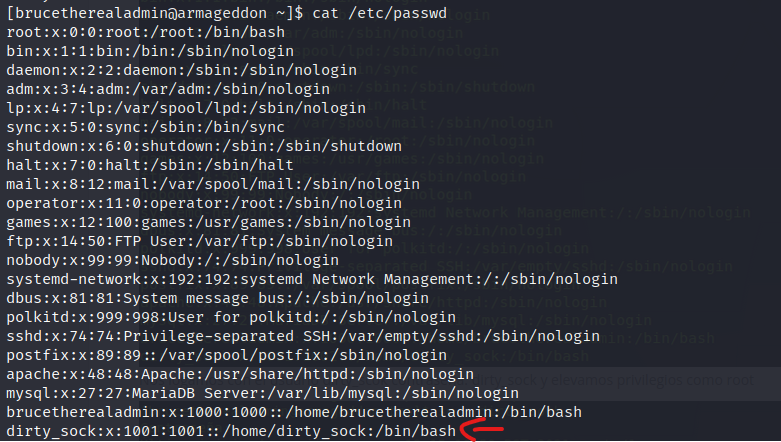 [brucetherealadmin@armageddon ~]$ cat /etc/passwd
root:x:0:0:root:/root:/bin/bash
bin:x:1:1:bin:/bin:/sbin/nologin
daemon:x:2:2:daemon:/sbin:/sbin/nologin
adm:x:3:4:adm:/var/adm:/sbin/nologin
lp:x:4:7:lp:/var/spool/lpd:/sbin/nologin
sync:x:5:0:sync:/sbin:/bin/sync
shutdown:x:6:0:shutdown:/sbin:/sbin/shutdown
halt:x:7:0:halt:/sbin:/sbin/halt
mail:x:8:12:mail:/var/spool/mail:/sbin/nologin
operator:x:11:0:operator:/root:/sbin/nologin
games:x:12:100:games:/usr/games:/sbin/nologin
ftp:x:14:50:FTP User:/var/ftp:/sbin/nologin
nobody:x:99:99:Nobody:/:/sbin/nologin
systemd-network:x:192:192:systemd Network Management:/:/sbin/nologin
dbus:x:81:81:System message bus:/:/sbin/nologin
polkitd:x:999:998:User for polkitd:/:/sbin/nologin
sshd:x:74:74:Privilege-separated SSH:/var/empty/sshd:/sbin/nologin
postfix:x:89:89::/var/spool/postfix:/sbin/nologin
apache:x:48:48:Apache:/usr/share/httpd:/sbin/nologin
mysql:x:27:27:MariaDB Server:/var/lib/mysql:/sbin/nologin
brucetherealadmin:x:1000:1000::/home/brucetherealadmin:/bin/bash
dirty_sock:x:1001:1001::/home/dirty_sock:/bin/bash